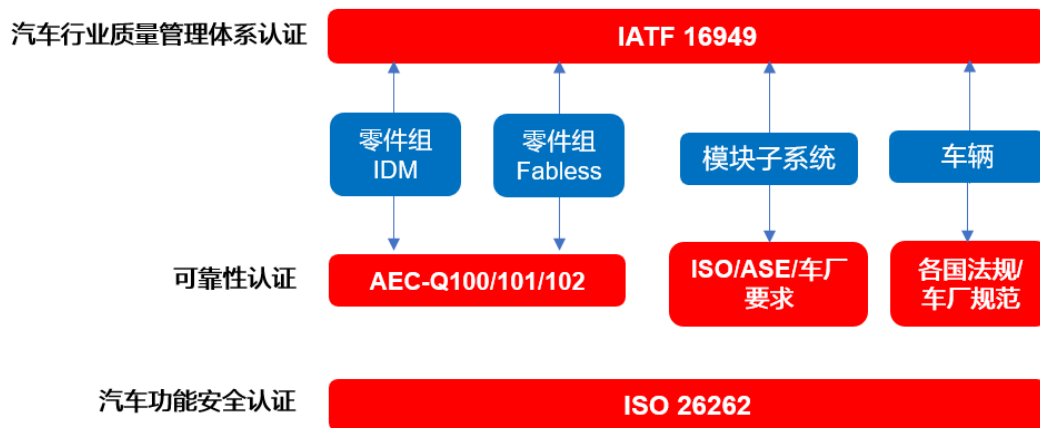 汽车行业质量管理体系认证
IATF 16949
零件组
IDM
零件组
Fabless
模块子系统
车辆
可靠性认证
AEC-Q100/101/102
ISO/ASE/车厂
要求
各国法规/
车厂规范
汽车功能安全认证
ISO 26262